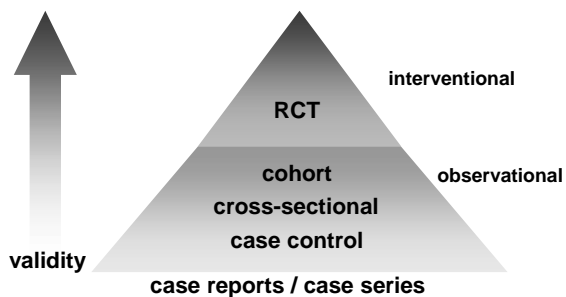 interventional
RCT
cohort
observational
cross-sectional
case control
validity
case reports / case series